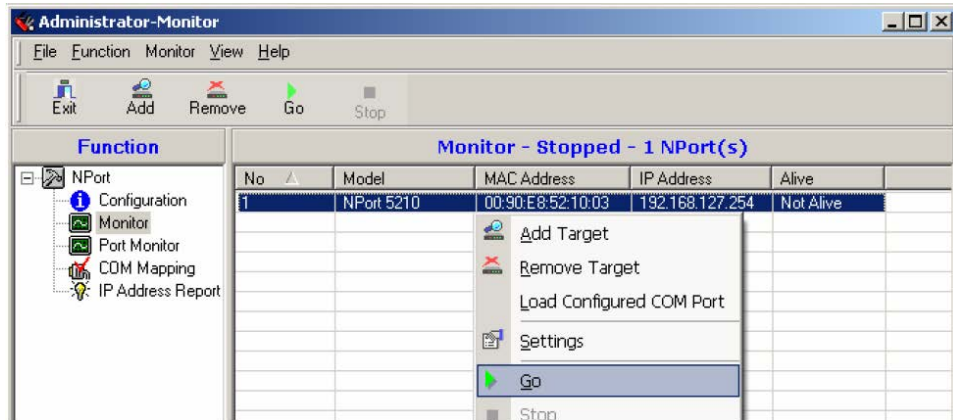 Administrator-Monitor
File Function Monitor View Help
Exit Add Remove Go Stop
Function
Monitor - Stopped - 1 NPort(s)
NPort
Configuration
Monitor
Port Monitor
COM Mapping
IP Address Report
No Model MAC Address IP Address Alive
1 NPort 5210 00:90:E8:52:10:03 192.168.127.254 Not Alive
Add Target
Remove Target
Load Configured COM Port
Settings
Go
Stop